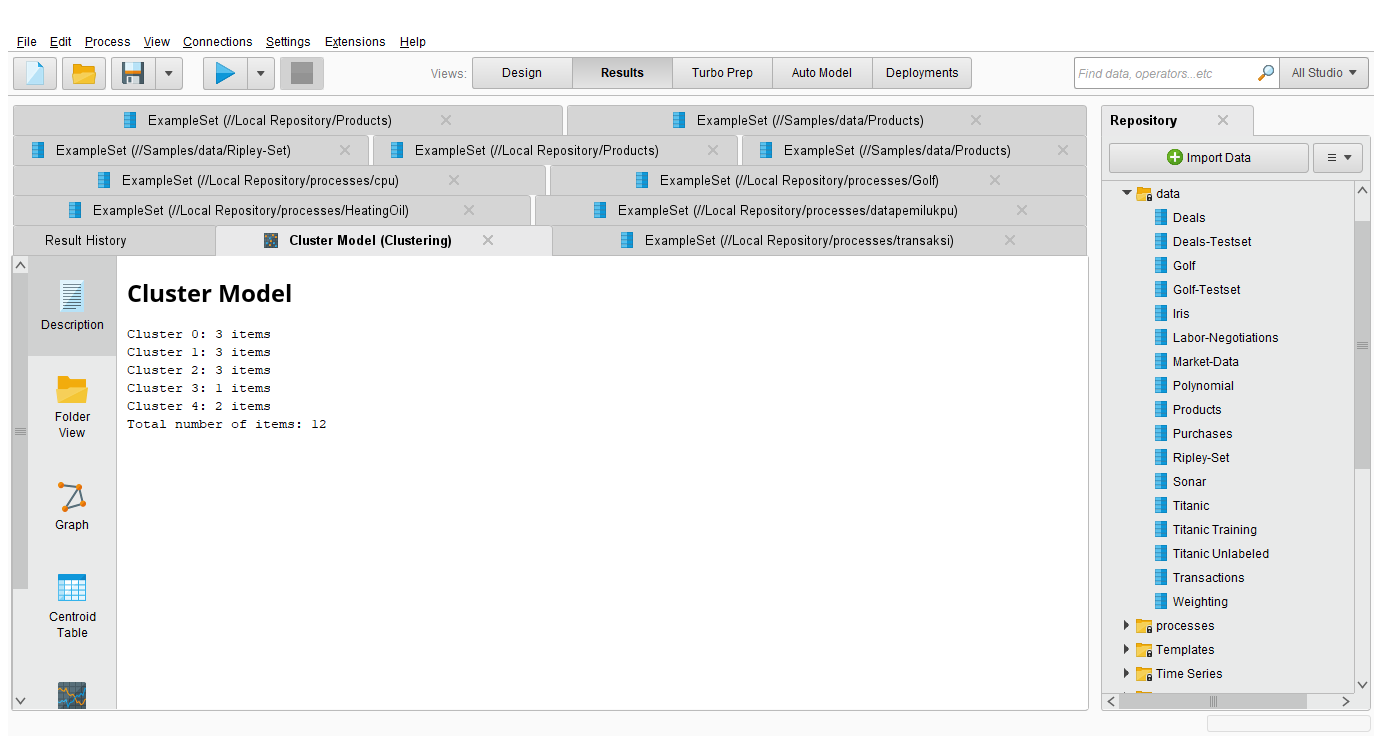 File Edit Process View Connections Settings Extensions Help
Views: Design Results Turbo Prep Auto Model Deployments Find data, operators...etc All Studio
ExampleSet (//Local Repository/Products) ExampleSet (//Samples/data/Products)
ExampleSet (//Samples/data/Ripley-Set) ExampleSet (//Local Repository/Products) ExampleSet (//Samples/data/Products)
ExampleSet (//Local Repository/processes/cpu) ExampleSet (//Local Repository/processes/Golf)
ExampleSet (//Local Repository/processes/HeatingOil) ExampleSet (//Local Repository/processes/datapemilukpu)
Result History Cluster Model (Clustering) ExampleSet (//Local Repository/processes/transaksi)
Description
Folder
View
Graph
Centroid
Table
Cluster Model
Cluster 0: 3 items
Cluster 1: 3 items
Cluster 2: 3 items
Cluster 3: 1 items
Cluster 4: 2 items
Total number of items: 12
Repository
Import Data
data
Deals
Deals-Testset
Golf
Golf-Testset
Iris
Labor-Negotiations
Market-Data
Polynomial
Products
Purchases
Ripley-Set
Sonar
Titanic
Titanic Training
Titanic Unlabeled
Transactions
Weighting
processes
Templates
Time Series